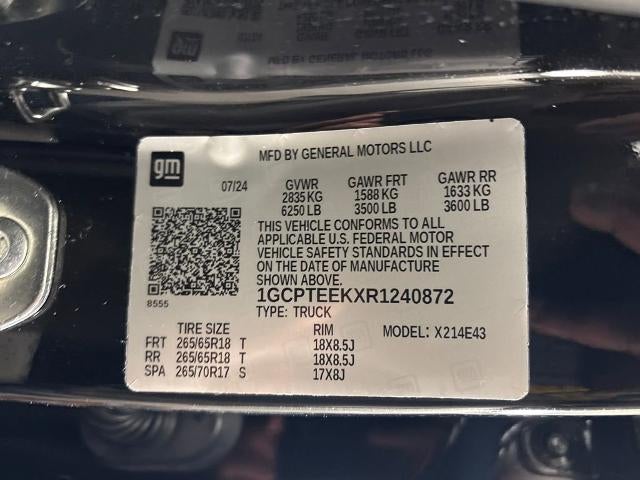 gm
MFD BY GENERAL MOTORS LLC
07/24 GVWR GAWR FRT GAWR RR
2835 KG 1588 KG 1633 KG
6250 LB 3500 LB 3600 LB
THIS VEHICLE CONFORMS TO ALL
APPLICABLE U.S. FEDERAL MOTOR
VEHICLE SAFETY STANDARDS IN EFFECT
ON THE DATE OF MANUFACTURE
SHOWN ABOVE.
8555
1GCPTEEKXR1240872
TYPE: TRUCK
TIRE SIZE RIM MODEL: X214E43
FRT 265/65R18 T 18X8.5J
RR 265/65R18 T 18X8.5J
SPA 265/70R17 S 17X8J